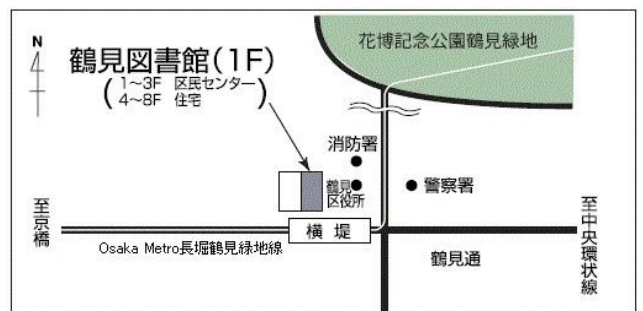 N
花博記念公園鶴見緑地
鶴見図書館(1F)
(1~3F 区民センター
4~8F 住宅)
消防署
鶴見
区役所
警察署
至京橋
横堤
至中央環状線
Osaka Metro長堀鶴見緑地線
鶴見通